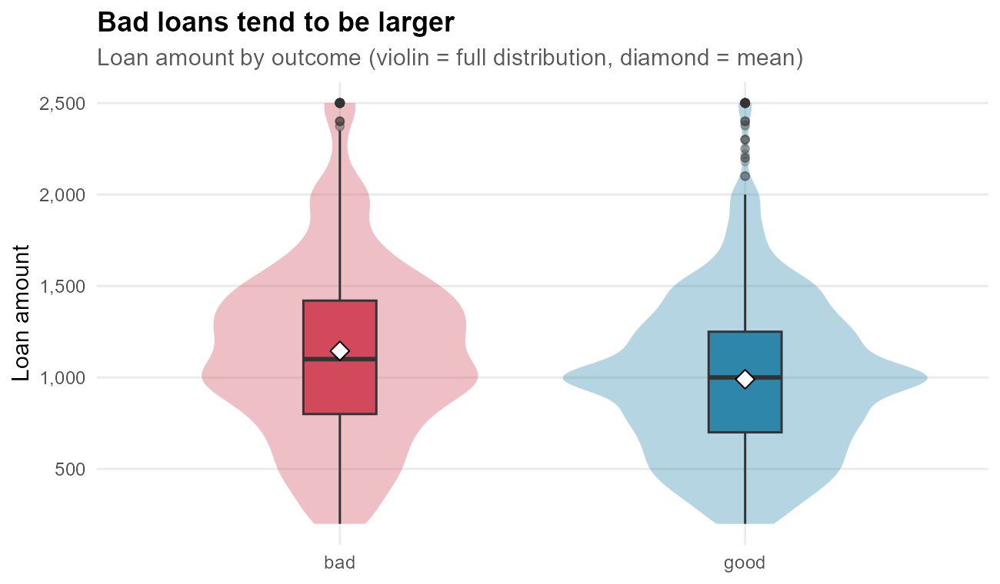 Bad loans tend to be larger
Loan amount by outcome (violin = full distribution, diamond = mean)
Loan amount
2,500
2,000
1,500
1,000
500
bad good